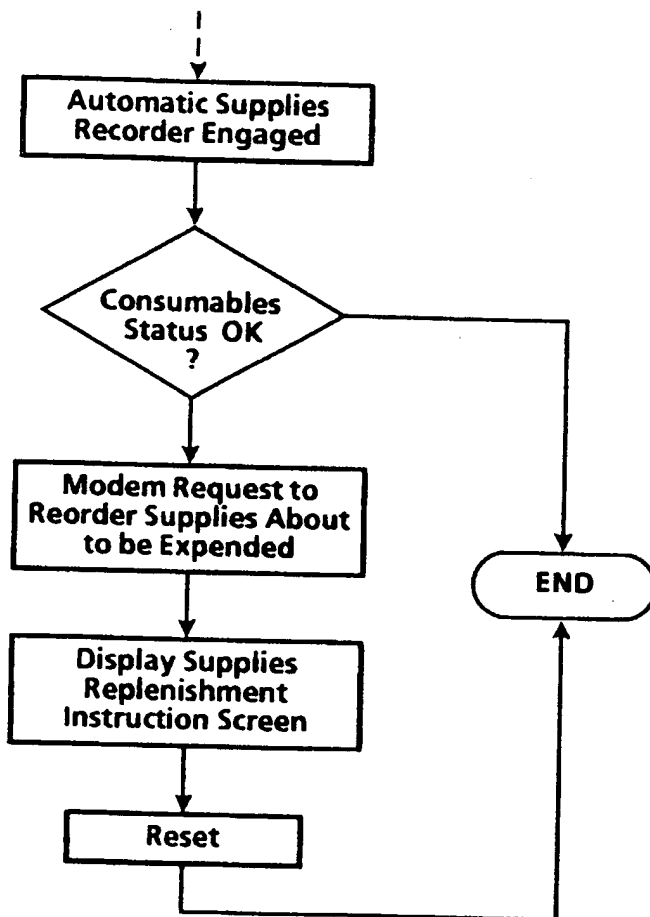 Automatic Supplies
Recorder Engaged
Consumables
Status OK
?
Modem Request to
Reorder Supplies About
to be Expended
END
Display Supplies
Replenishment
Instruction Screen
Reset